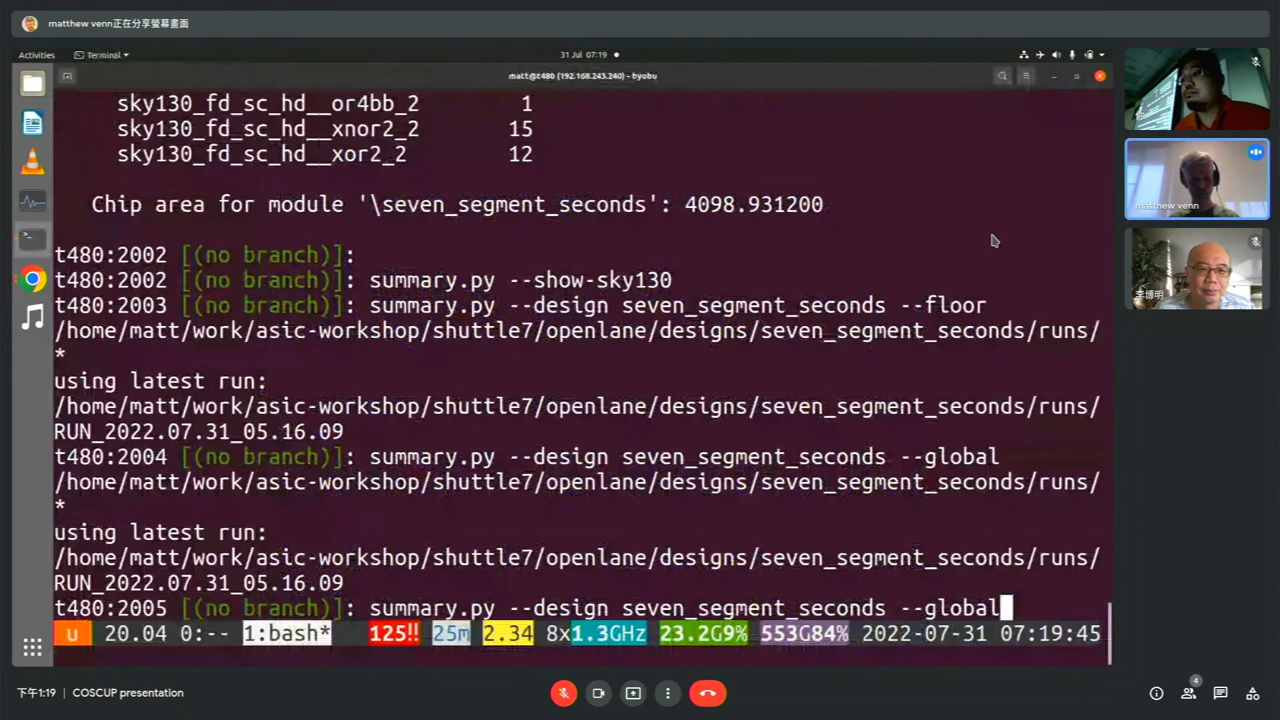 matthew venn正在分享螢幕畫面
Activities
Terminal
31 Jul 07:19
matt@t480 (192.168.243.240) - byobu
sky130_fd_sc_hd__or4bb_2 1
sky130_fd_sc_hd__xnor2_2 15
sky130_fd_sc_hd__xor2_2 12
Chip area for module '\seven_segment_seconds': 4098.931200
t480:2002 [(no branch)]:
t480:2002 [(no branch)]: summary.py --show-sky130
t480:2003 [(no branch)]: summary.py --design seven_segment_seconds --floor
/home/matt/work/asic-workshop/shuttle7/openlane/designs/seven_segment_seconds/runs/
*
using latest run:
/home/matt/work/asic-workshop/shuttle7/openlane/designs/seven_segment_seconds/runs/
RUN_2022.07.31_05.16.09
t480:2004 [(no branch)]: summary.py --design seven_segment_seconds --global
/home/matt/work/asic-workshop/shuttle7/openlane/designs/seven_segment_seconds/runs/
*
using latest run:
/home/matt/work/asic-workshop/shuttle7/openlane/designs/seven_segment_seconds/runs/
RUN_2022.07.31_05.16.09
t480:2005 [(no branch)]: summary.py --design seven_segment_seconds --global
u 20.04 0:-- 1:bash* 125!! 25m 2.34 8x1.3GHz 23.2G9% 553G84% 2022-07-31 07:19:45
matthew venn
李博明
下午1:19 | COSCUP presentation
4